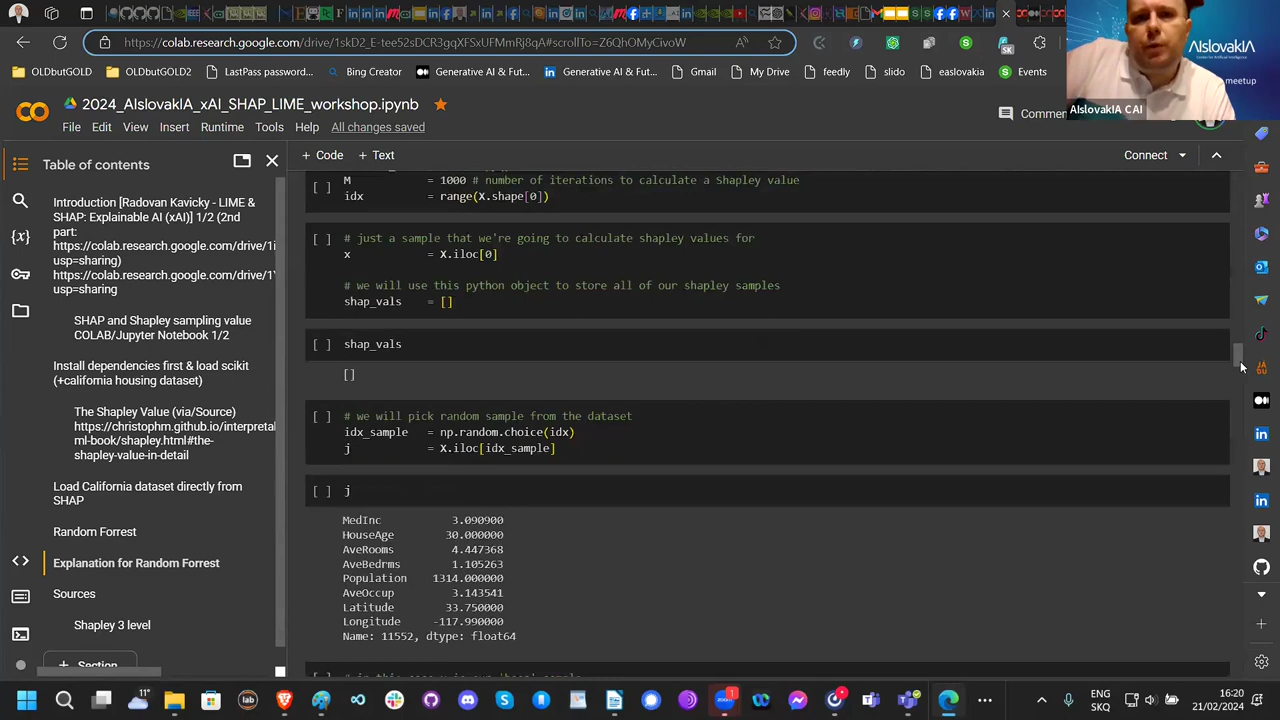 https://colab.research.google.com/drive/1skD2_E-tee52sDCR3gqXFSxUFMmRj8qA#scrollTo=Z6QhOMyCivoW
OLDbutGOLD
OLDbutGOLD2
LastPass password...
Bing Creator
Generative AI & Fut...
Generative AI & Fut...
Gmail
My Drive
feedly
slido
easlovakia
Events
AIslovakIA
meetup
AIslovakIA CAI
2024_AIslovakIA_xAI_SHAP_LIME_workshop.ipynb
File Edit View Insert Runtime Tools Help All changes saved
Comme
Table of contents
+ Code + Text
Connect
Introduction [Radovan Kavicky - LIME &
SHAP: Explainable AI (xAI)] 1/2 (2nd
part:
https://colab.research.google.com/drive/1i
usp=sharing)
https://colab.research.google.com/drive/1Y
usp=sharing
SHAP and Shapley sampling value
COLAB/Jupyter Notebook 1/2
Install dependencies first & load scikit
(+california housing dataset)
The Shapley Value (via/Source)
https://christophm.github.io/interpretal
ml-book/shapley.html#the-
shapley-value-in-detail
Load California dataset directly from
SHAP
Random Forrest
Explanation for Random Forrest
Sources
Shapley 3 level
+ Section
[ ] M = 1000 # number of iterations to calculate a Shapley value
idx = range(X.shape[0])
[ ] # just a sample that we're going to calculate shapley values for
x = X.iloc[0]
# we will use this python object to store all of our shapley samples
shap_vals = []
[ ] shap_vals
[]
[ ] # we will pick random sample from the dataset
idx_sample = np.random.choice(idx)
j = X.iloc[idx_sample]
[ ] j
MedInc 3.090900
HouseAge 30.000000
AveRooms 4.447368
AveBedrms 1.105263
Population 1314.000000
AveOccup 3.143541
Latitude 33.750000
Longitude -117.990000
Name: 11552, dtype: float64
11°
ENG
SKQ
16:20
21/02/2024